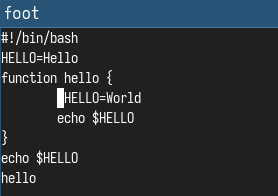 foot
#!/bin/bash
HELLO=Hello
function hello {
        HELLO=World
        echo $HELLO
}
echo $HELLO
hello